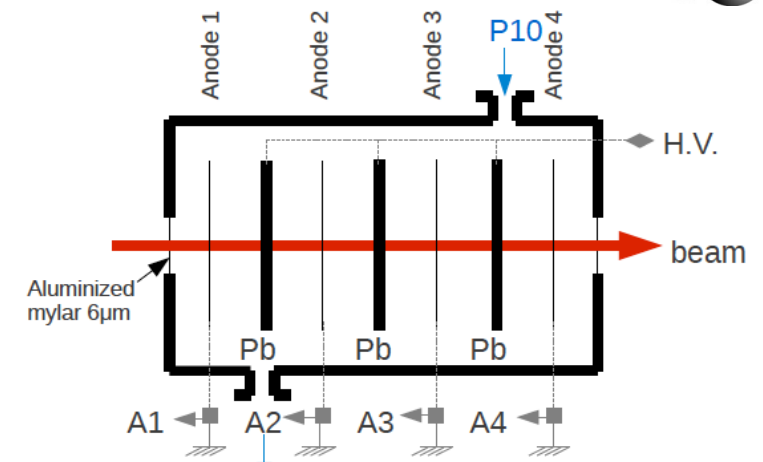 Anode 1
Anode 2
Anode 3
Anode 4
P10
H.V.
beam
Aluminized
mylar 6µm
Pb
Pb
Pb
A1
A2
A3
A4